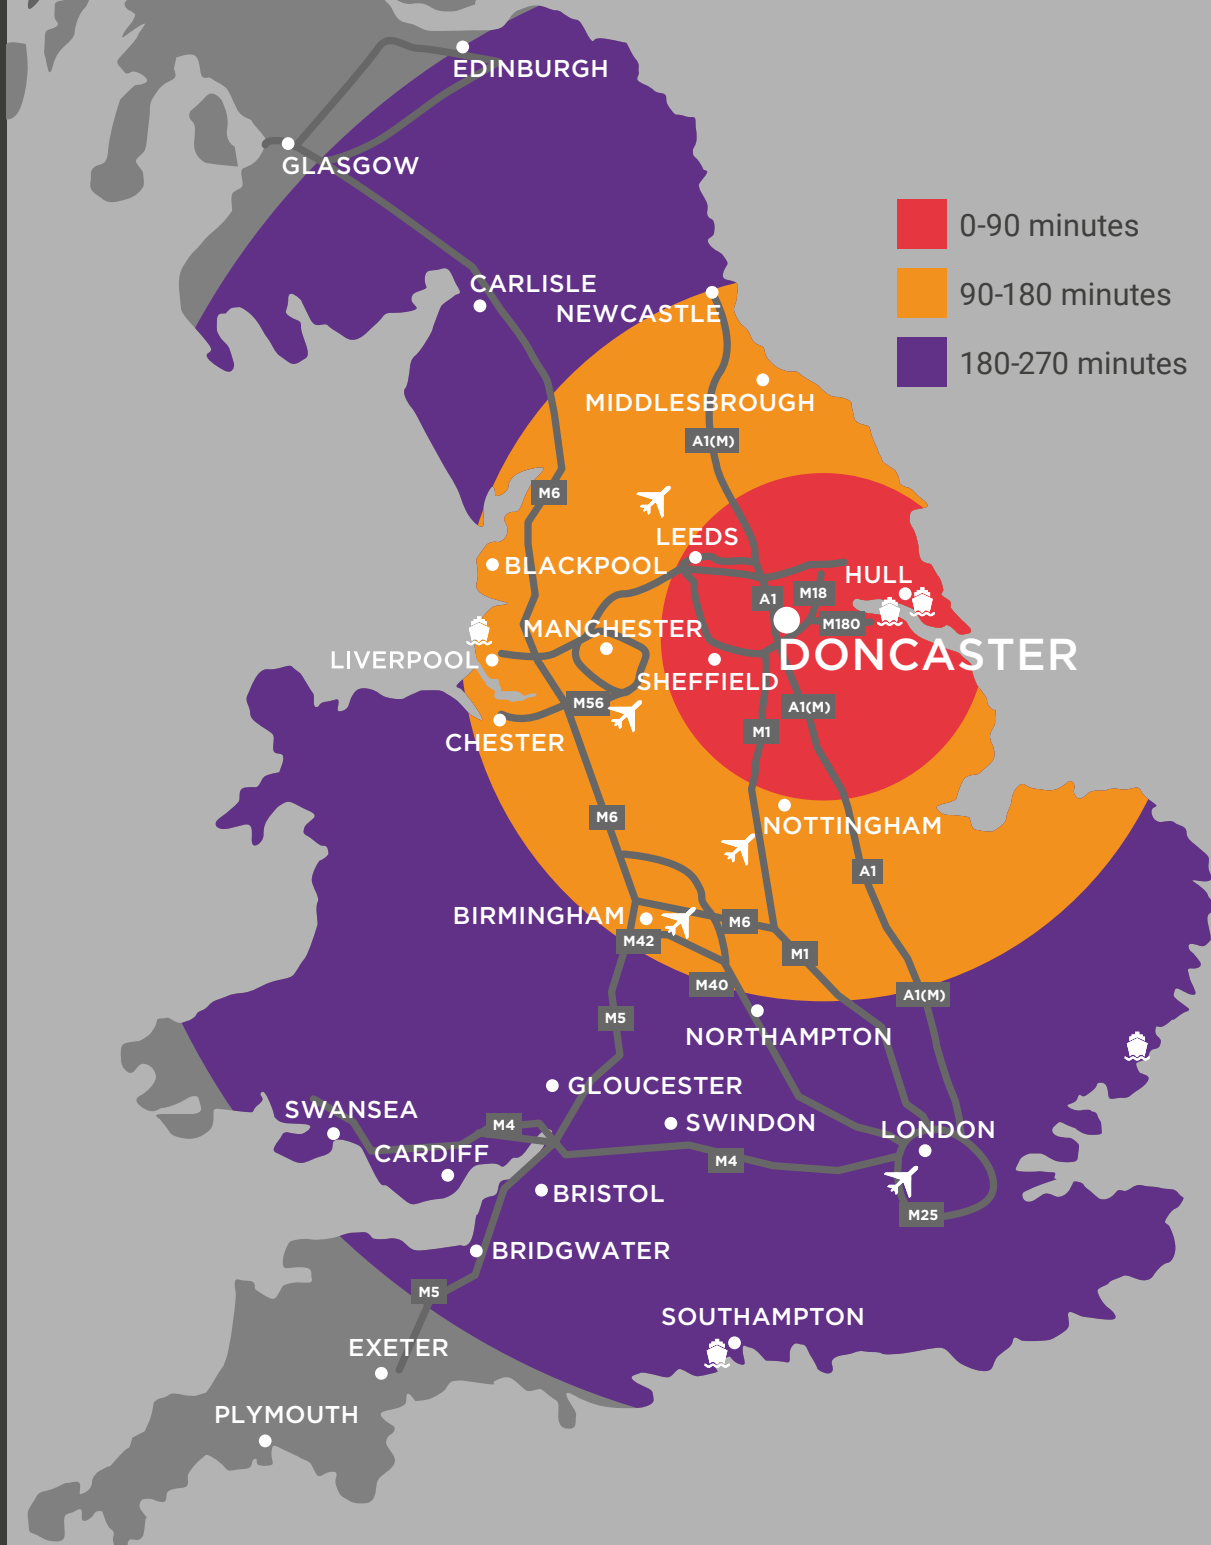 EDINBURGH
GLASGOW
0-90 minutes
CARLISLE
90-180 minutes
NEWCASTLE
180-270 minutes
MIDDLESBROUGH
A1(M)
M6
LEEDS
BLACKPOOL
HULL
A1
M18
M180
MANCHESTER
DONCASTER
LIVERPOOL
SHEFFIELD
M56
A1(M)
M1
CHESTER
M6
NOTTINGHAM
A1
BIRMINGHAM
M6
M42
M1
M40
A1(M)
M5
NORTHAMPTON
GLOUCESTER
SWANSEA
M4
SWINDON
LONDON
CARDIFF
M4
BRISTOL
M25
BRIDGWATER
M5
SOUTHAMPTON
EXETER
PLYMOUTH